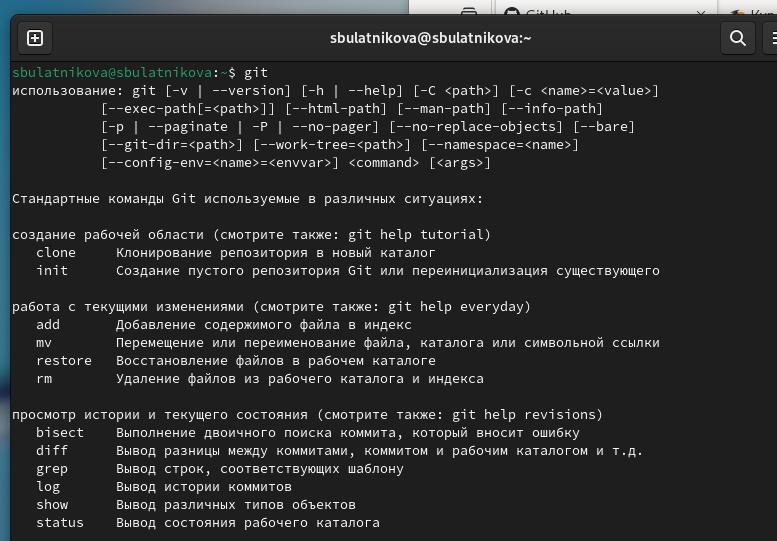 GitHub
sbulatnikova@sbulatnikova:~
sbulatnikova@sbulatnikova:~$ git
использование: git [-v | --version] [-h | --help] [-C <path>] [-c <name>=<value>]
[--exec-path[=<path>]] [--html-path] [--man-path] [--info-path]
[-p | --paginate | -P | --no-pager] [--no-replace-objects] [--bare]
[--git-dir=<path>] [--work-tree=<path>] [--namespace=<name>]
[--config-env=<name>=<envvar>] <command> [<args>]
Стандартные команды Git используемые в различных ситуациях:
создание рабочей области (смотрите также: git help tutorial)
clone Клонирование репозитория в новый каталог
init Создание пустого репозитория Git или переинициализация существующего
работа с текущими изменениями (смотрите также: git help everyday)
add Добавление содержимого файла в индекс
mv Перемещение или переименование файла, каталога или символьной ссылки
restore Восстановление файлов в рабочем каталоге
rm Удаление файлов из рабочего каталога и индекса
просмотр истории и текущего состояния (смотрите также: git help revisions)
bisect Выполнение двоичного поиска коммита, который вносит ошибку
diff Вывод разницы между коммитами, коммитом и рабочим каталогом и т.д.
grep Вывод строк, соответствующих шаблону
log Вывод истории коммитов
show Вывод различных типов объектов
status Вывод состояния рабочего каталога